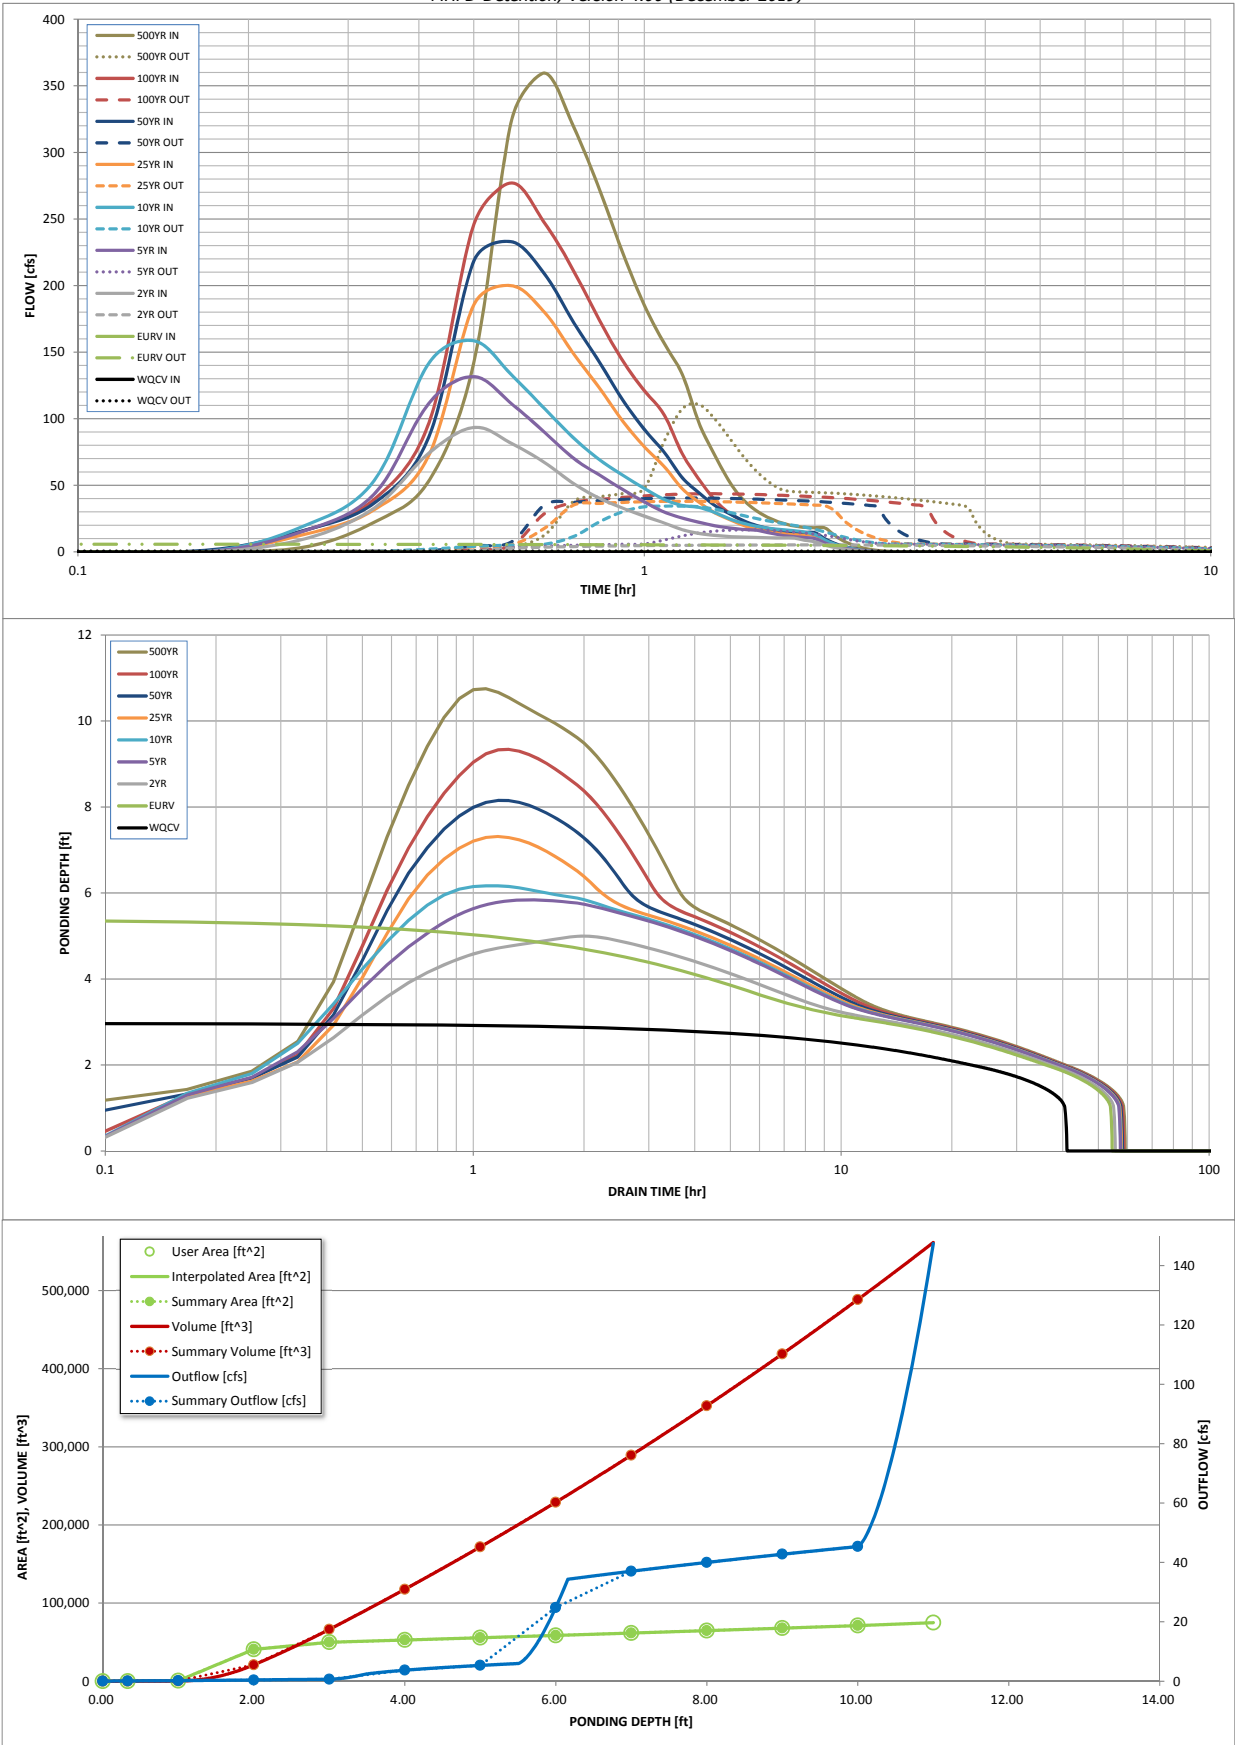 MHFD-Detention, Version 4.00 (December 2019)
400
350
300
250
200
150
100
50
0
FLOW [cfs]
500YR IN
500YR OUT
100YR IN
100YR OUT
50YR IN
50YR OUT
25YR IN
25YR OUT
10YR IN
10YR OUT
5YR IN
5YR OUT
2YR IN
2YR OUT
EURV IN
EURV OUT
WQCV IN
WQCV OUT
0.1
1
10
TIME [hr]
12
10
8
6
4
2
0
PONDING DEPTH [ft]
500YR
100YR
50YR
25YR
10YR
5YR
2YR
EURV
WQCV
0.1
1
10
100
DRAIN TIME [hr]
500,000
400,000
300,000
200,000
100,000
0
AREA [ft^2], VOLUME [ft^3]
User Area [ft^2]
Interpolated Area [ft^2]
Summary Area [ft^2]
Volume [ft^3]
Summary Volume [ft^3]
Outflow [cfs]
Summary Outflow [cfs]
140
120
100
80
60
40
20
0
OUTFLOW [cfs]
0.00
2.00
4.00
6.00
8.00
10.00
12.00
14.00
PONDING DEPTH [ft]